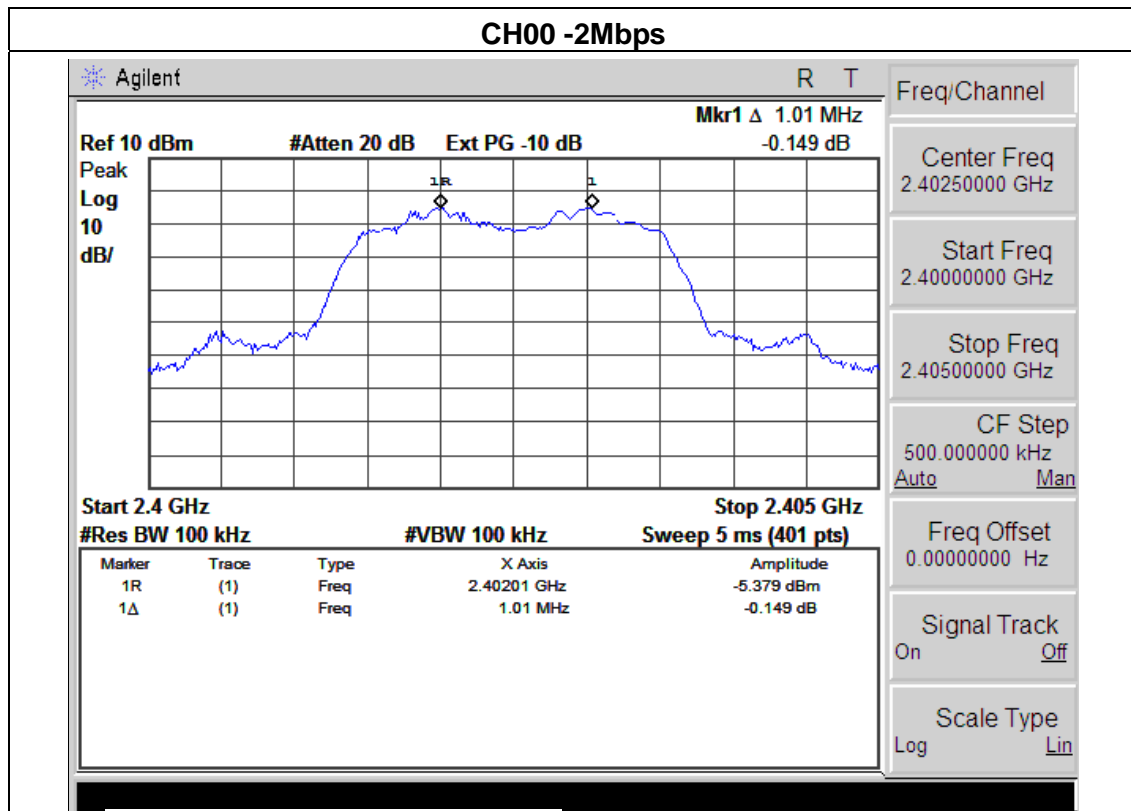 CH00 -2Mbps
Agilent R T
Mkr1 Δ 1.01 MHz
Ref 10 dBm #Atten 20 dB Ext PG -10 dB -0.149 dB
Peak
Log
10
dB/
1R 1
Start 2.4 GHz Stop 2.405 GHz
#Res BW 100 kHz #VBW 100 kHz Sweep 5 ms (401 pts)
Marker Trace Type X Axis Amplitude
1R (1) Freq 2.40201 GHz -5.379 dBm
1Δ (1) Freq 1.01 MHz -0.149 dB
Freq/Channel
Center Freq
2.40250000 GHz
Start Freq
2.40000000 GHz
Stop Freq
2.40500000 GHz
CF Step
500.000000 kHz
Auto Man
Freq Offset
0.00000000 Hz
Signal Track
On Off
Scale Type
Log Lin